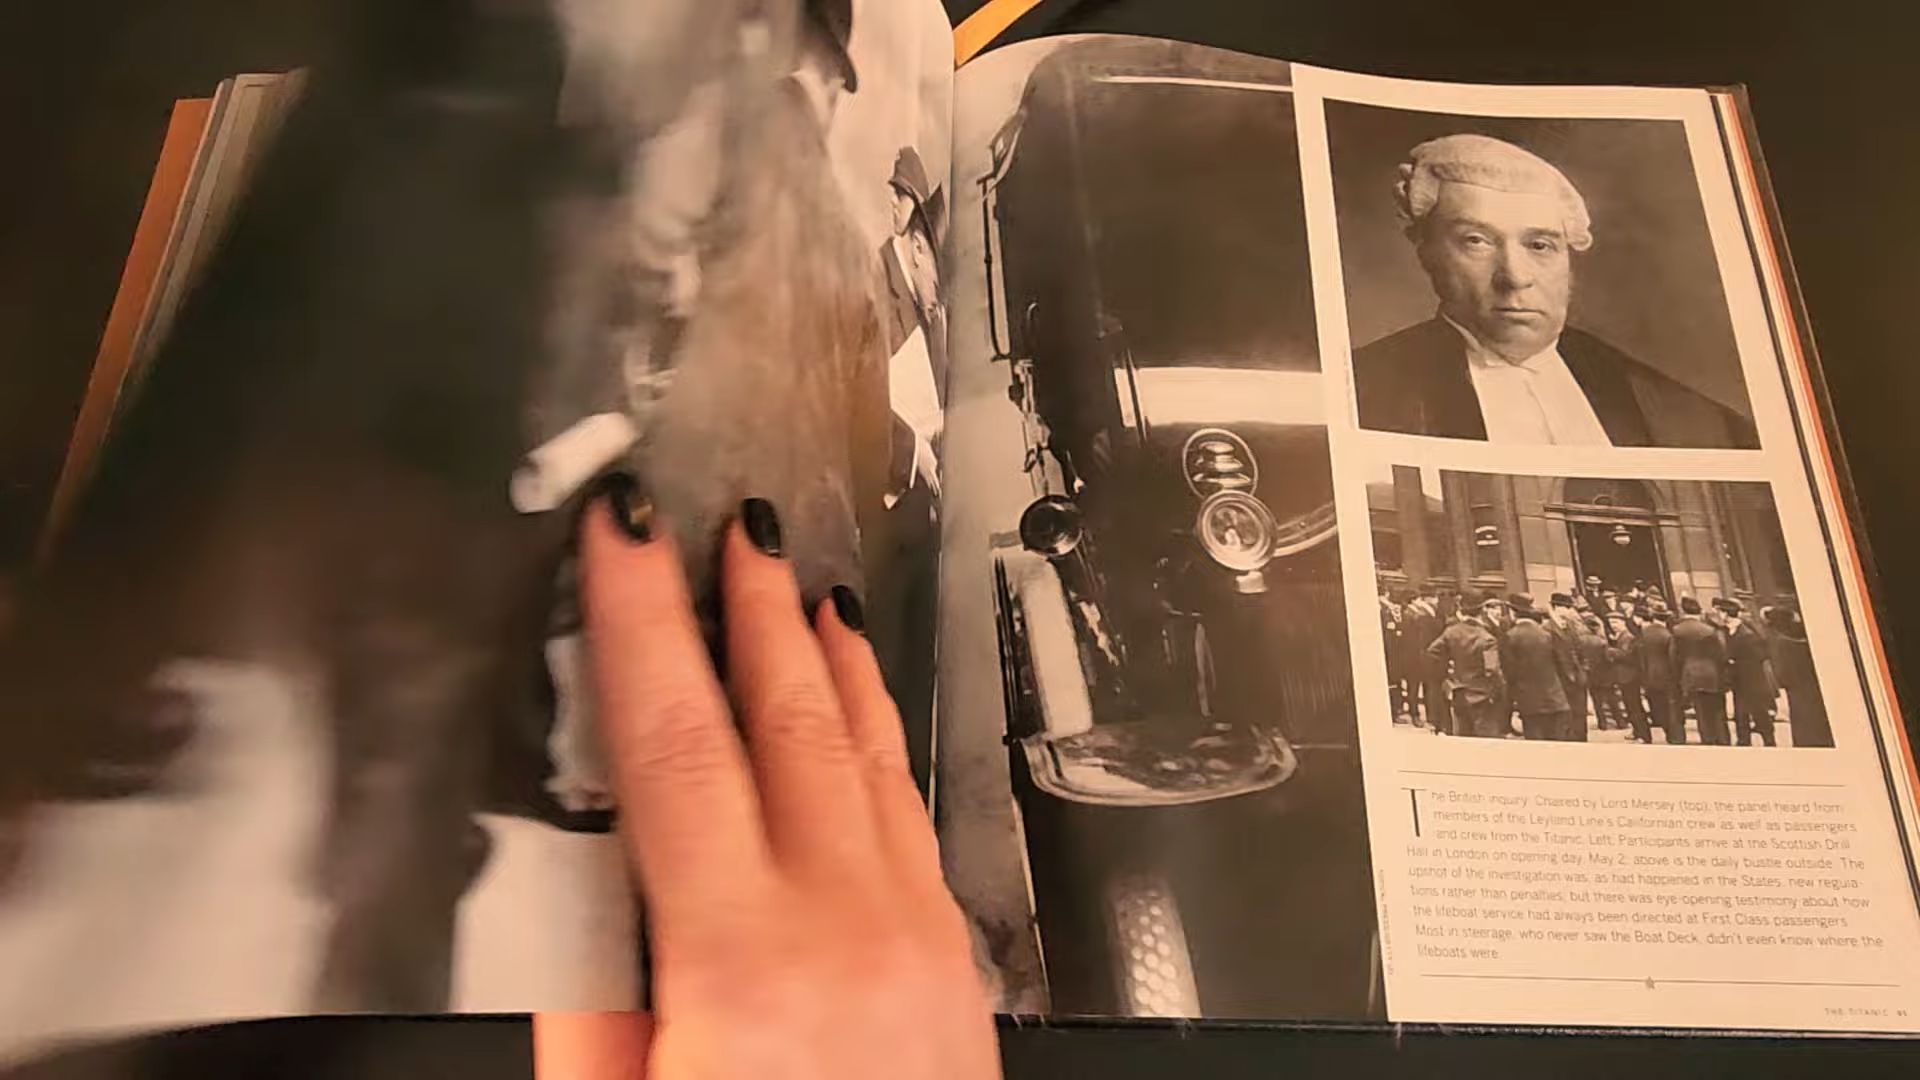 The British inquiry: Chaired by Lord Mersey (top), the panel heard from
members of the Leyland Line's Californian crew as well as passengers
and crew from the Titanic. Left: Participants arrive at the Scottish Drill
Hall in London on opening day, May 2; above is the daily bustle outside. The
upshot of the investigation was, as had happened in the States, new regula-
tions rather than penalties, but there was eye-opening testimony about how
the lifeboat service had always been directed at First Class passengers.
Most in steerage, who never saw the Boat Deck, didn't even know where the
lifeboats were.
THE TITANIC